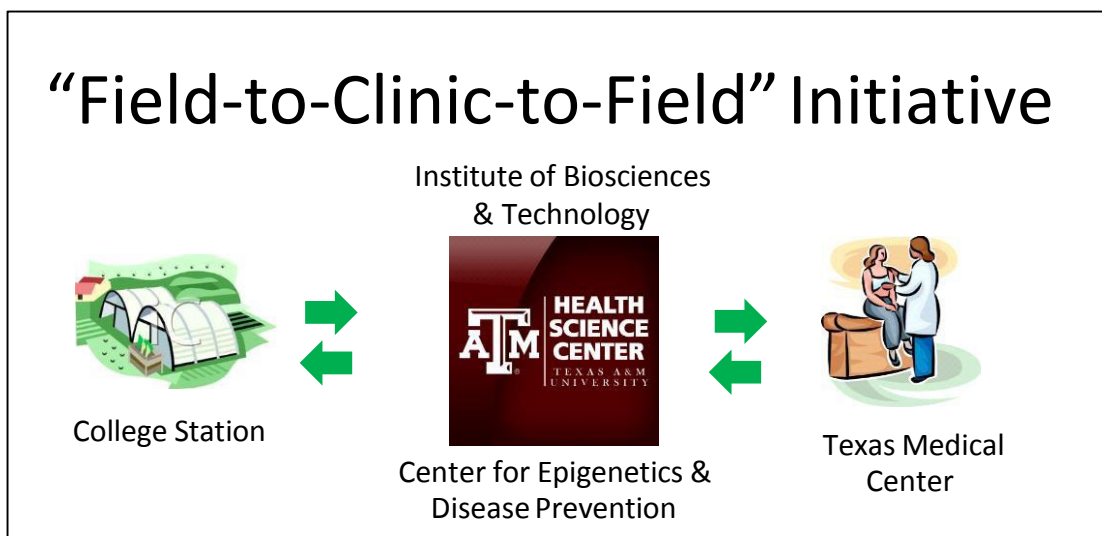 “Field-to-Clinic-to-Field” Initiative
Institute of Biosciences
& Technology
ĀTM | HEALTH
SCIENCE
CENTER
TEXAS A&M
UNIVERSITY
®
College Station
Texas Medical
Center
Center for Epigenetics &
Disease Prevention